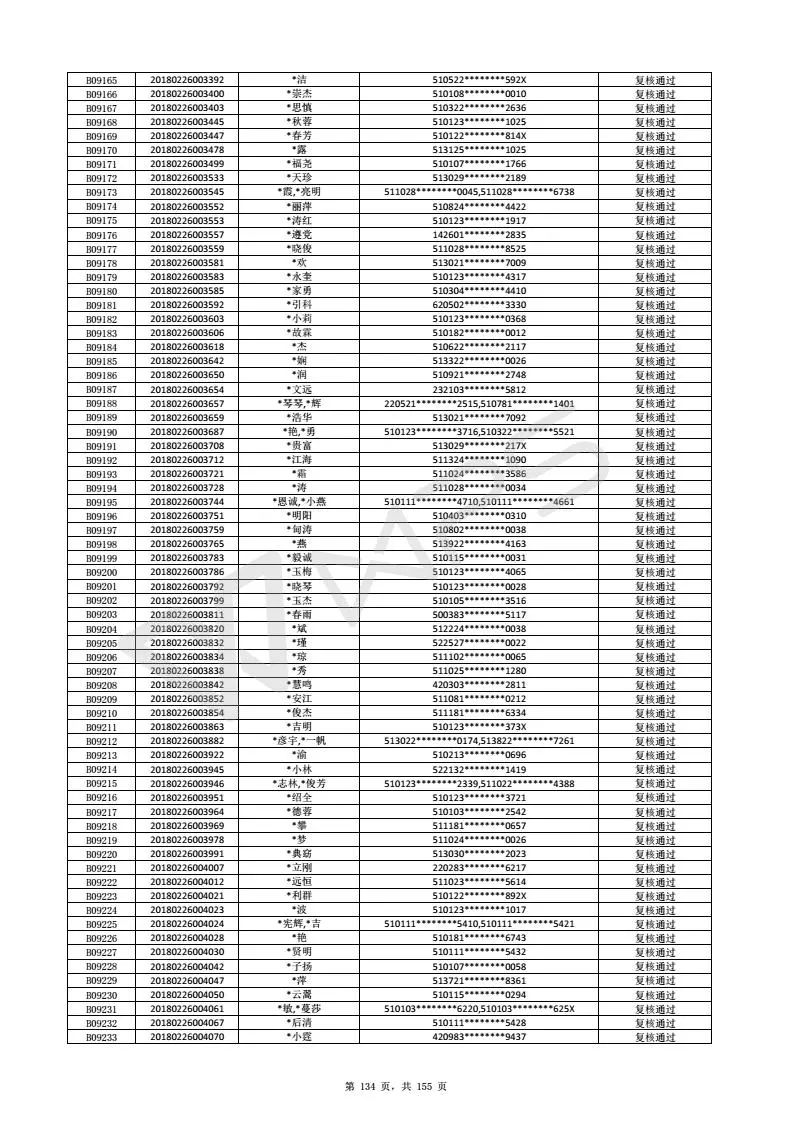 B09165 20180226003392 *洁 510522********592X 复核通过
B09166 20180226003400 *崇杰 510108********0010 复核通过
B09167 20180226003403 *思慎 510322********2636 复核通过
B09168 20180226003445 *秋蓉 510123********1025 复核通过
B09169 20180226003447 *春芳 510122********814X 复核通过
B09170 20180226003478 *露 513125********1025 复核通过
B09171 20180226003499 *福尧 510107********1766 复核通过
B09172 20180226003533 *天珍 513029********2189 复核通过
B09173 20180226003545 *霞,*亮明 511028********0045,511028********6738 复核通过
B09174 20180226003552 *丽萍 510824********4422 复核通过
B09175 20180226003553 *涛红 510123********1917 复核通过
B09176 20180226003557 *遵党 142601********2835 复核通过
B09177 20180226003559 *晓俊 511028********8525 复核通过
B09178 20180226003581 *欢 513021********7009 复核通过
B09179 20180226003583 *永奎 510123********4317 复核通过
B09180 20180226003585 *家勇 510304********4410 复核通过
B09181 20180226003592 *引科 620502********3330 复核通过
B09182 20180226003603 *小莉 510123********0368 复核通过
B09183 20180226003606 *故霖 510182********0012 复核通过
B09184 20180226003618 *杰 510622********2117 复核通过
B09185 20180226003642 *娴 513322********0026 复核通过
B09186 20180226003650 *润 510921********2748 复核通过
B09187 20180226003654 *文远 232103********5812 复核通过
B09188 20180226003657 *琴琴,*辉 220521********2515,510781********1401 复核通过
B09189 20180226003659 *浩华 513021********7092 复核通过
B09190 20180226003687 *艳,*勇 510123********3716,510322********5521 复核通过
B09191 20180226003708 *贵富 513029********217X 复核通过
B09192 20180226003712 *江海 511324********1090 复核通过
B09193 20180226003721 *霜 511024********3586 复核通过
B09194 20180226003728 *涛 511028********0034 复核通过
B09195 20180226003744 *恩诚,*小燕 510111********4710,510111********4661 复核通过
B09196 20180226003751 *明阳 510403********0310 复核通过
B09197 20180226003759 *甸涛 510802********0038 复核通过
B09198 20180226003765 *燕 513922********4163 复核通过
B09199 20180226003783 *毅诚 510115********0031 复核通过
B09200 20180226003786 *玉梅 510123********4065 复核通过
B09201 20180226003792 *晓琴 510123********0028 复核通过
B09202 20180226003799 *玉杰 510105********3516 复核通过
B09203 20180226003811 *春雨 500383********5117 复核通过
B09204 20180226003820 *斌 512224********0038 复核通过
B09205 20180226003832 *瑾 522527********0022 复核通过
B09206 20180226003834 *琼 511102********0065 复核通过
B09207 20180226003838 *秀 511025********1280 复核通过
B09208 20180226003842 *慧鸣 420303********2811 复核通过
B09209 20180226003852 *安江 511081********0212 复核通过
B09210 20180226003854 *俊杰 511181********6334 复核通过
B09211 20180226003863 *吉明 510123********373X 复核通过
B09212 20180226003882 *彦宇,*一帆 513022********0174,513822********7261 复核通过
B09213 20180226003922 *渝 510213********0696 复核通过
B09214 20180226003945 *小林 522132********1419 复核通过
B09215 20180226003946 *志林,*俊芳 510123********2339,511022********4388 复核通过
B09216 20180226003951 *绍全 510123********3721 复核通过
B09217 20180226003964 *德蓉 510103********2542 复核通过
B09218 20180226003969 *攀 511181********0657 复核通过
B09219 20180226003978 *梦 511024********0026 复核通过
B09220 20180226003991 *典窈 513030********2023 复核通过
B09221 20180226004007 *立刚 220283********6217 复核通过
B09222 20180226004012 *远恒 511023********5614 复核通过
B09223 20180226004021 *利群 510122********892X 复核通过
B09224 20180226004023 *波 510123********1017 复核通过
B09225 20180226004024 *宪辉,*吉 510111********5410,510111********5421 复核通过
B09226 20180226004028 *艳 510181********6743 复核通过
B09227 20180226004030 *贤明 510111********5432 复核通过
B09228 20180226004042 *子扬 510107********0058 复核通过
B09229 20180226004047 *萍 513721********8361 复核通过
B09230 20180226004050 *云蔼 510115********0294 复核通过
B09231 20180226004061 *敏,*蔓莎 510103********6220,510103********625X 复核通过
B09232 20180226004067 *后清 510111********5428 复核通过
B09233 20180226004070 *小霆 420983********9437 复核通过
第 134 页，共 155 页